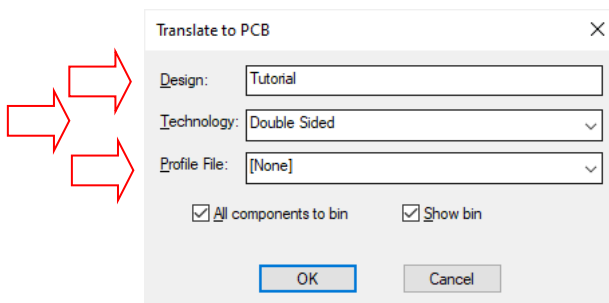 Translate to PCB
Design: Tutorial
Technology: Double Sided
Profile File: [None]
All components to bin Show bin
OK Cancel